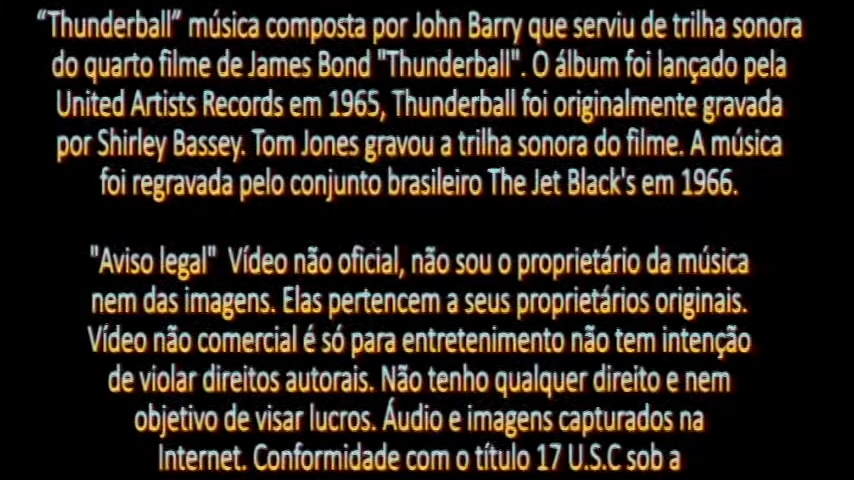 “Thunderball” música composta por John Barry que serviu de trilha sonora
do quarto filme de James Bond "Thunderball". O álbum foi lançado pela
United Artists Records em 1965, Thunderball foi originalmente gravada
por Shirley Bassey. Tom Jones gravou a trilha sonora do filme. A música
foi regravada pelo conjunto brasileiro The Jet Black's em 1966.
"Aviso legal" Vídeo não oficial, não sou o proprietário da música
nem das imagens. Elas pertencem a seus proprietários originais.
Vídeo não comercial é só para entretenimento não tem intenção
de violar direitos autorais. Não tenho qualquer direito e nem
objetivo de visar lucros. Áudio e imagens capturados na
Internet. Conformidade com o título 17 U.S.C sob a